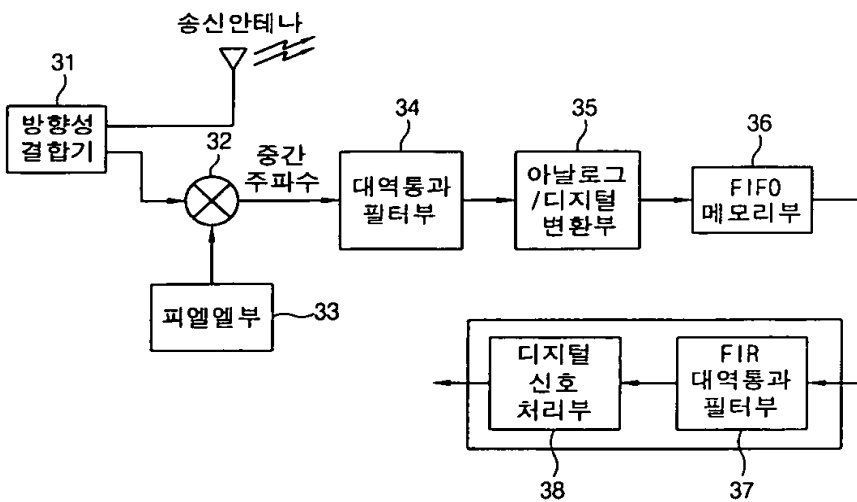 송신안테나
31
방향성
결합기
32
중간
주파수
34
대역통과
필터부
35
아날로그
/디지털
변환부
36
FIFO
메모리부
피엘엘부
33
디지털
신호
처리부
38
FIR
대역통과
필터부
37